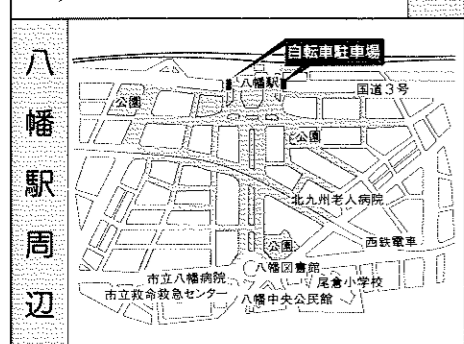 八幡駅周辺
自転車駐車場
八幡駅
国道3号
公園
公園
北九州老人病院
西鉄電車
公園
八幡図書館
市立八幡病院
尾倉小学校
市立救命救急センター
八幡中央公民館